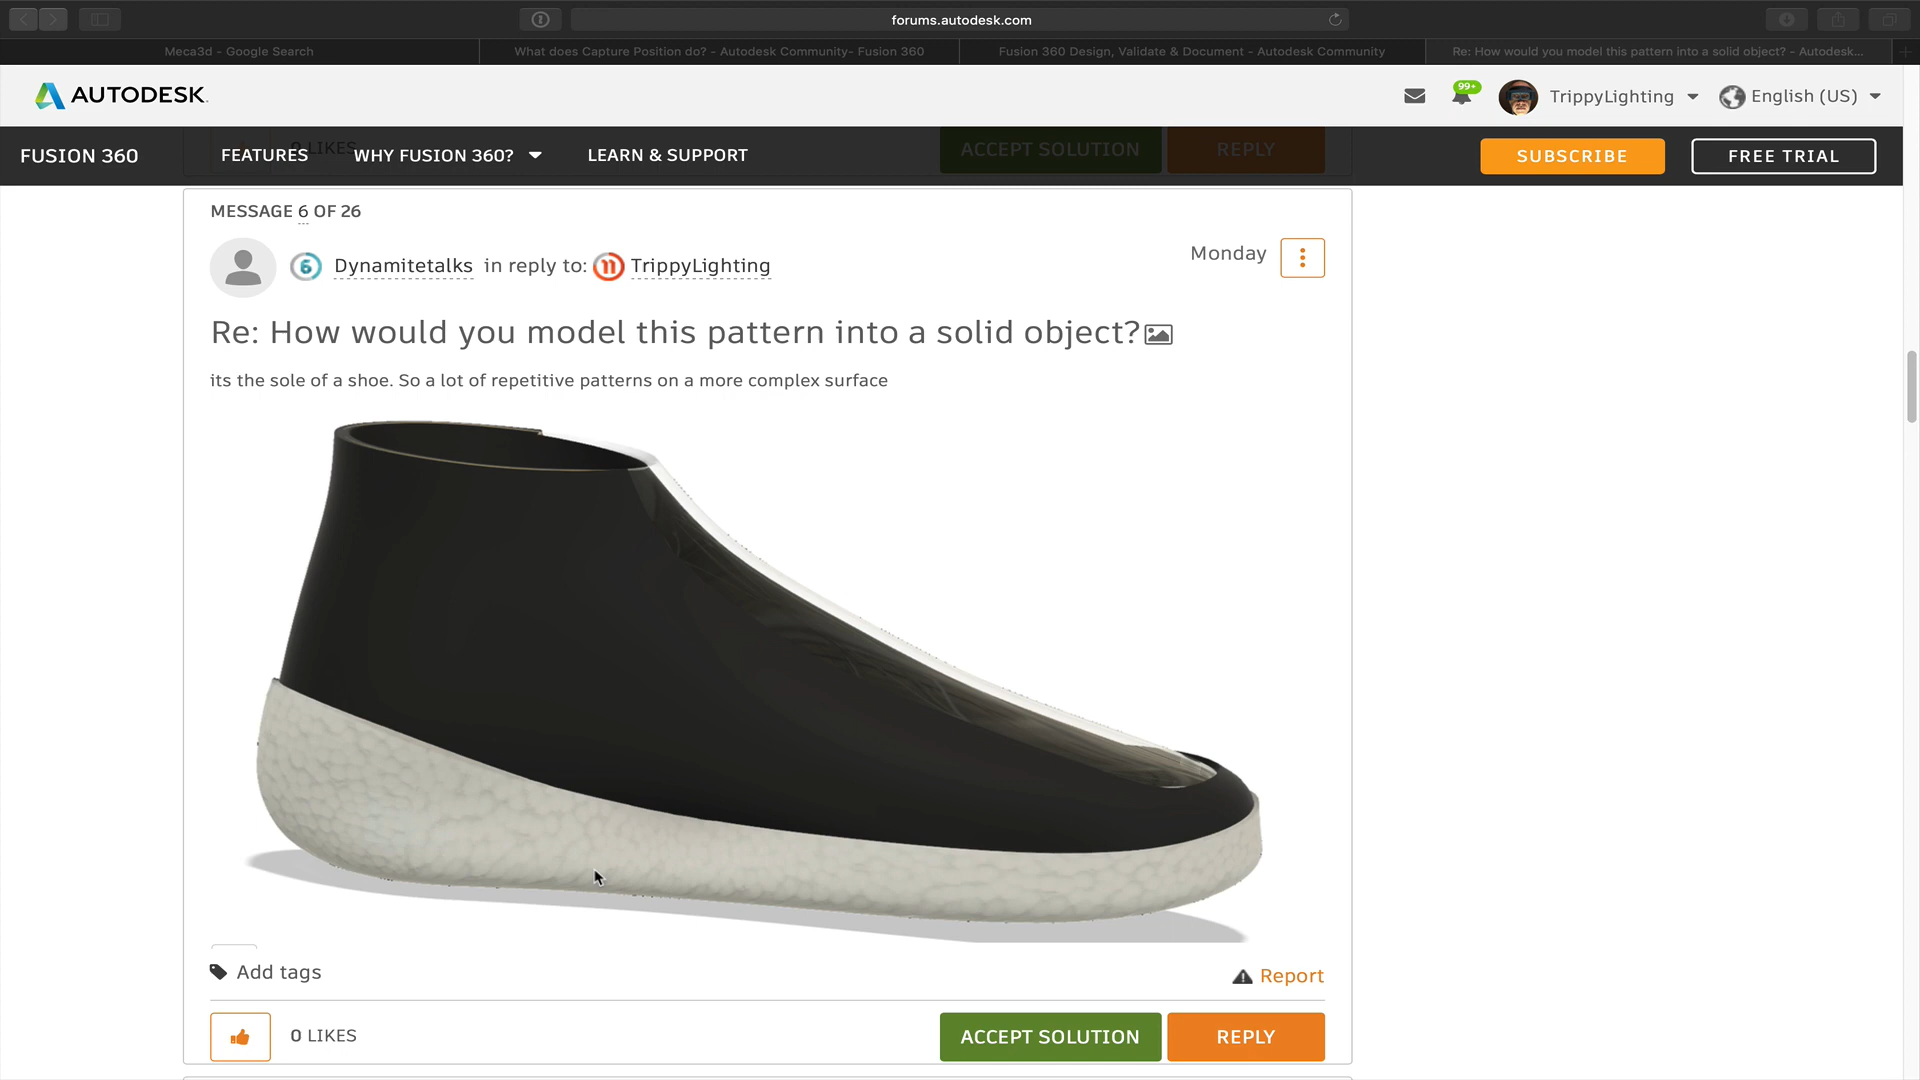 forums.autodesk.com
Meca3d - Google Search
What does Capture Position do? - Autodesk Community- Fusion 360
Fusion 360 Design, Validate & Document - Autodesk Community
Re: How would you model this pattern into a solid object? - Autodesk...
AUTODESK.
99+
TrippyLighting
English (US)
FUSION 360
FEATURES
WHY FUSION 360?
LEARN & SUPPORT
0 LIKES
ACCEPT SOLUTION
REPLY
SUBSCRIBE
FREE TRIAL
MESSAGE 6 OF 26
6 Dynamitetalks in reply to: 11 TrippyLighting
Monday
Re: How would you model this pattern into a solid object?
its the sole of a shoe. So a lot of repetitive patterns on a more complex surface
Add tags
Report
0 LIKES
ACCEPT SOLUTION
REPLY